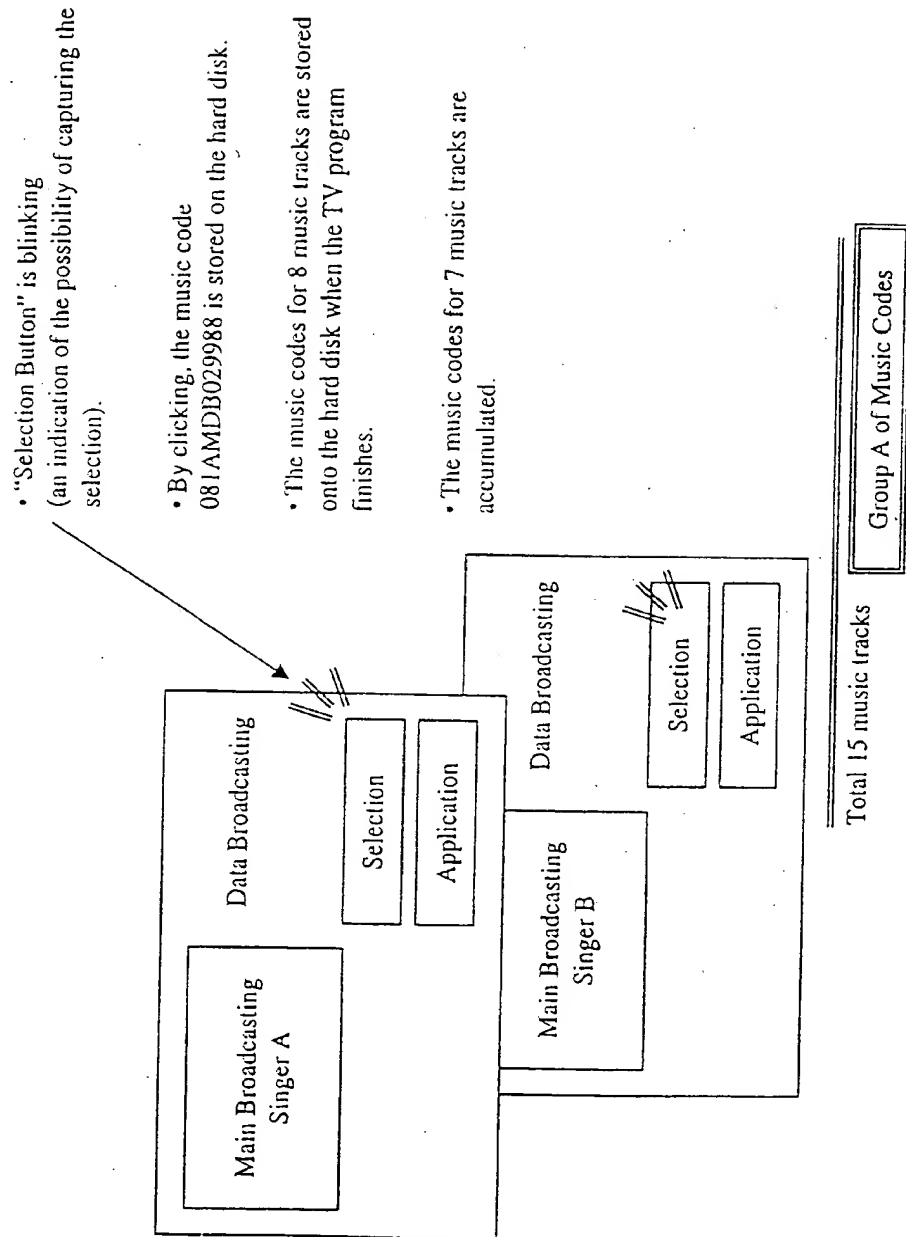 • "Selection Button" is blinking
(an indication of the possibility of capturing the
selection).
• By clicking, the music code
081AMDB029988 is stored on the hard disk.
• The music codes for 8 music tracks are stored
onto the hard disk when the TV program
finishes.
• The music codes for 7 music tracks are
accumulated.
Main Broadcasting
Singer A
Data Broadcasting
Selection
Application
Main Broadcasting
Singer B
Data Broadcasting
Selection
Application
Total 15 music tracks
Group A of Music Codes